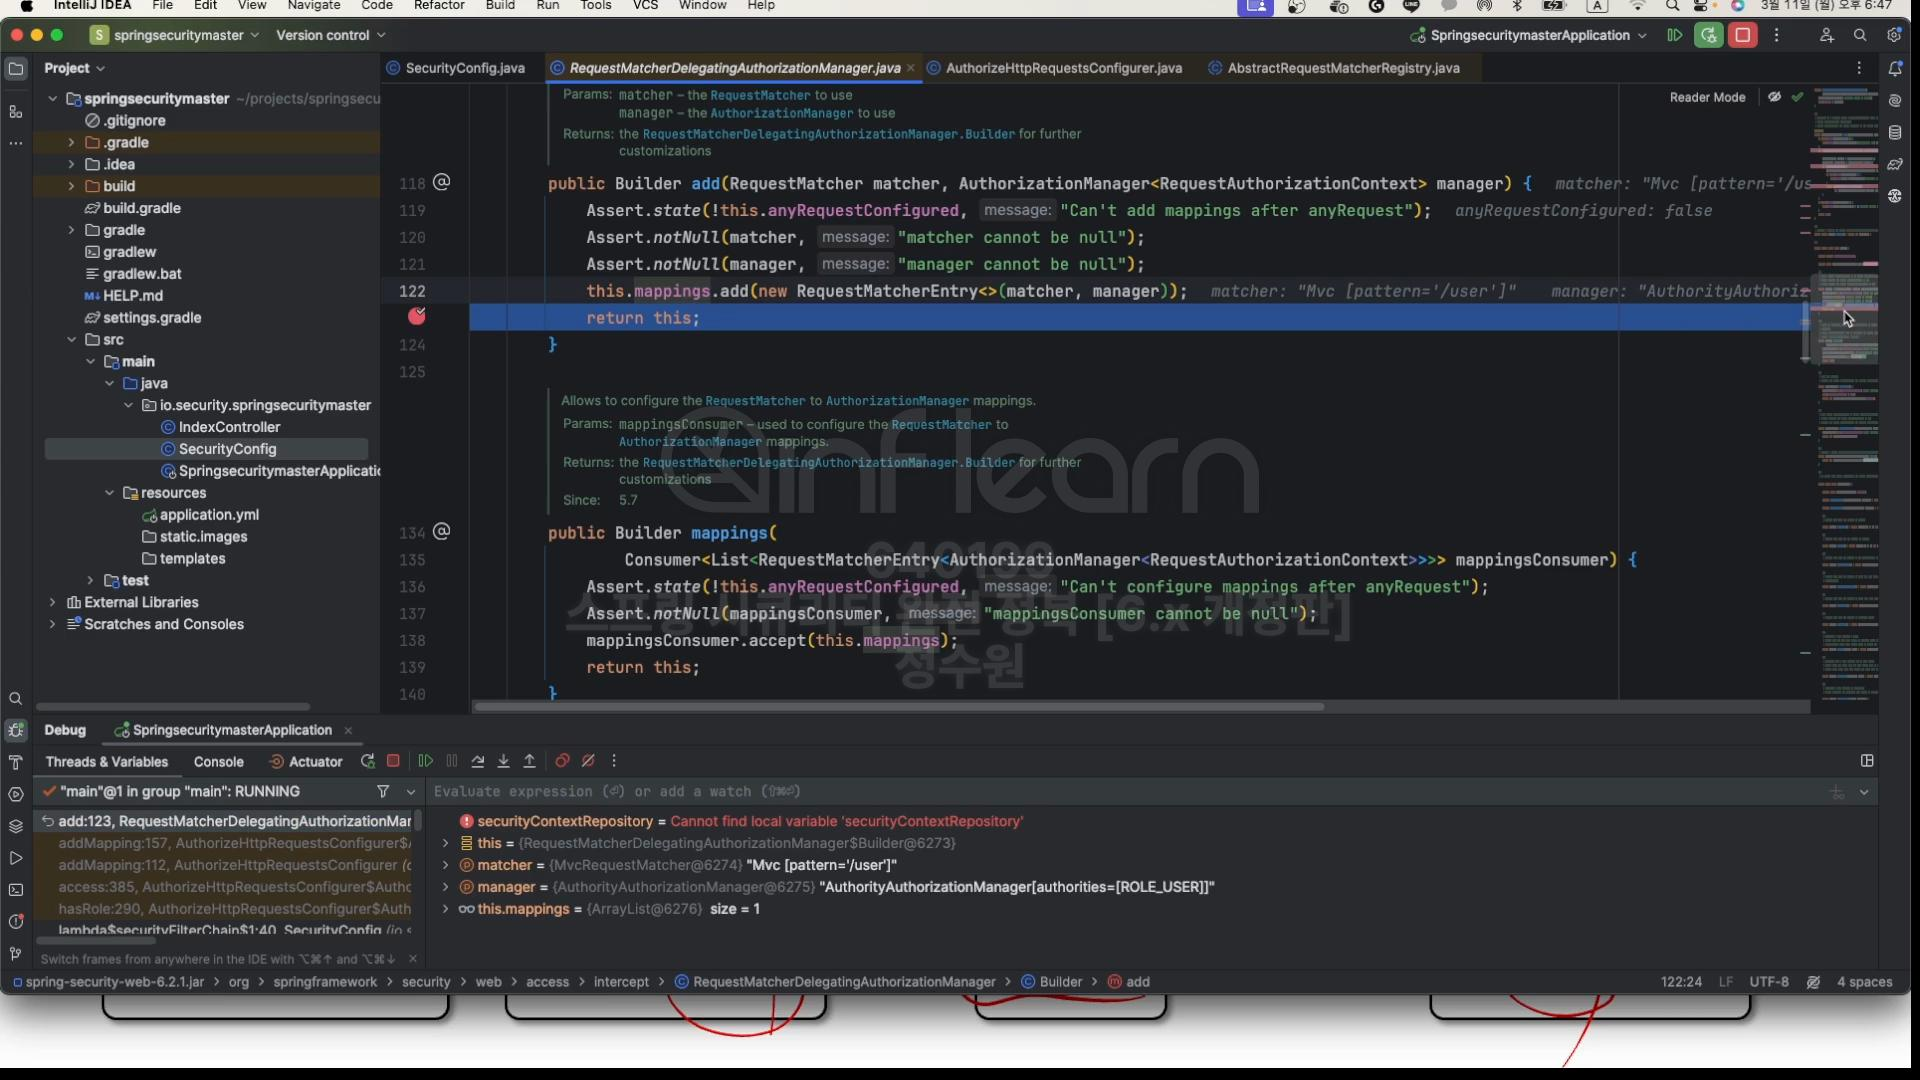 IntelliJ IDEA File Edit View Navigate Code Refactor Build Run Tools VCS Window Help 3월 11일 (월) 오후 6:47
S springsecuritymaster Version control SpringsecuritymasterApplication
Project
SecurityConfig.java RequestMatcherDelegatingAuthorizationManager.java AuthorizeHttpRequestsConfigurer.java AbstractRequestMatcherRegistry.java
springsecuritymaster ~/projects/springsecu
.gitignore
.gradle
.idea
build
build.gradle
gradle
gradlew
gradlew.bat
HELP.md
settings.gradle
src
main
java
io.security.springsecuritymaster
IndexController
SecurityConfig
SpringsecuritymasterApplicatio
resources
application.yml
static.images
templates
test
External Libraries
Scratches and Consoles
Reader Mode
Params: matcher – the RequestMatcher to use
manager – the AuthorizationManager to use
Returns: the RequestMatcherDelegatingAuthorizationManager.Builder for further
customizations
118 public Builder add(RequestMatcher matcher, AuthorizationManager<RequestAuthorizationContext> manager) { matcher: "Mvc [pattern='/us
119 Assert.state(!this.anyRequestConfigured, message: "Can't add mappings after anyRequest"); anyRequestConfigured: false
120 Assert.notNull(matcher, message: "matcher cannot be null");
121 Assert.notNull(manager, message: "manager cannot be null");
122 this.mappings.add(new RequestMatcherEntry<>(matcher, manager)); matcher: "Mvc [pattern='/user']" manager: "AuthorityAuthoriz
return this;
124 }
125
Allows to configure the RequestMatcher to AuthorizationManager mappings.
Params: mappingsConsumer – used to configure the RequestMatcher to
AuthorizationManager mappings.
Returns: the RequestMatcherDelegatingAuthorizationManager.Builder for further
customizations
Since: 5.7
134 public Builder mappings(
135 Consumer<List<RequestMatcherEntry<AuthorizationManager<RequestAuthorizationContext>>>> mappingsConsumer) {
136 Assert.state(!this.anyRequestConfigured, message: "Can't configure mappings after anyRequest");
137 Assert.notNull(mappingsConsumer, message: "mappingsConsumer cannot be null");
138 mappingsConsumer.accept(this.mappings);
139 return this;
140 }
inflearn
640199
스프링 시큐리티 완전 정복 [6.x 개정판]
정수원
Debug SpringsecuritymasterApplication
Threads & Variables Console Actuator
"main"@1 in group "main": RUNNING
Evaluate expression (⏎) or add a watch (⇧⌘⏎)
add:123, RequestMatcherDelegatingAuthorizationMar
addMapping:157, AuthorizeHttpRequestsConfigurer$A
addMapping:112, AuthorizeHttpRequestsConfigurer (o
access:385, AuthorizeHttpRequestsConfigurer$Autho
hasRole:290, AuthorizeHttpRequestsConfigurer$Auth
lambda$securityFilterChain$1:40, SecurityConfig (io
securityContextRepository = Cannot find local variable 'securityContextRepository'
this = {RequestMatcherDelegatingAuthorizationManager$Builder@6273}
matcher = {MvcRequestMatcher@6274} "Mvc [pattern='/user']"
manager = {AuthorityAuthorizationManager@6275} "AuthorityAuthorizationManager[authorities=[ROLE_USER]]"
this.mappings = {ArrayList@6276} size = 1
Switch frames from anywhere in the IDE with ⌥⌘↑ and ⌥⌘↓
spring-security-web-6.2.1.jar org springframework security web access intercept RequestMatcherDelegatingAuthorizationManager Builder add 122:24 LF UTF-8 4 spaces